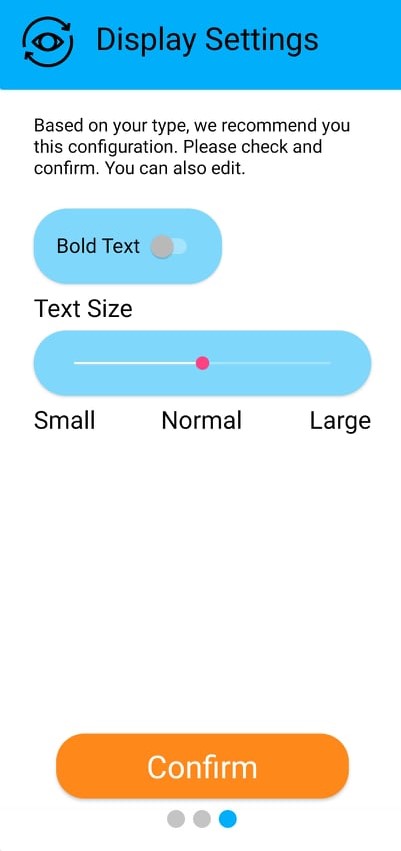 Display Settings
Based on your type, we recommend you
this configuration. Please check and
confirm. You can also edit.
Bold Text
Text Size
Small Normal Large
Confirm